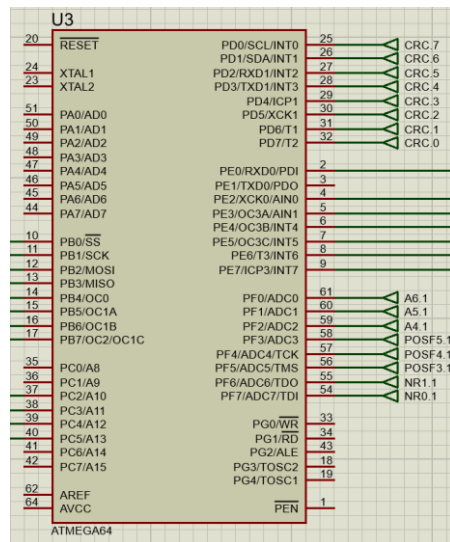 U3
20 RESET PD0/SCL/INT0 25 CRC.7
PD1/SDA/INT1 26 CRC.6
24 XTAL1 PD2/RXD1/INT2 27 CRC.5
23 XTAL2 PD3/TXD1/INT3 28 CRC.4
PD4/ICP1 29 CRC.3
51 PA0/AD0 PD5/XCK1 30 CRC.2
50 PA1/AD1 PD6/T1 31 CRC.1
49 PA2/AD2 PD7/T2 32 CRC.0
48 PA3/AD3
47 PA4/AD4 PE0/RXD0/PDI 2
46 PA5/AD5 PE1/TXD0/PDO 3
45 PA6/AD6 PE2/XCK0/AIN0 4
44 PA7/AD7 PE3/OC3A/AIN1 5
PE4/OC3B/INT4 6
10 PB0/SS PE5/OC3C/INT5 7
11 PB1/SCK PE6/T3/INT6 8
12 PB2/MOSI PE7/ICP3/INT7 9
13 PB3/MISO
14 PB4/OC0 PF0/ADC0 61 A6.1
15 PB5/OC1A PF1/ADC1 60 A5.1
16 PB6/OC1B PF2/ADC2 59 A4.1
17 PB7/OC2/OC1C PF3/ADC3 58 POSF5.1
PF4/ADC4/TCK 57 POSF4.1
35 PC0/A8 PF5/ADC5/TMS 56 POSF3.1
36 PC1/A9 PF6/ADC6/TDO 55 NR1.1
37 PC2/A10 PF7/ADC7/TDI 54 NR0.1
38 PC3/A11
39 PC4/A12 PG0/WR 33
40 PC5/A13 PG1/RD 34
41 PC6/A14 PG2/ALE 43
42 PC7/A15 PG3/TOSC2 18
PG4/TOSC1 19
62 AREF
64 AVCC PEN 1
ATMEGA64